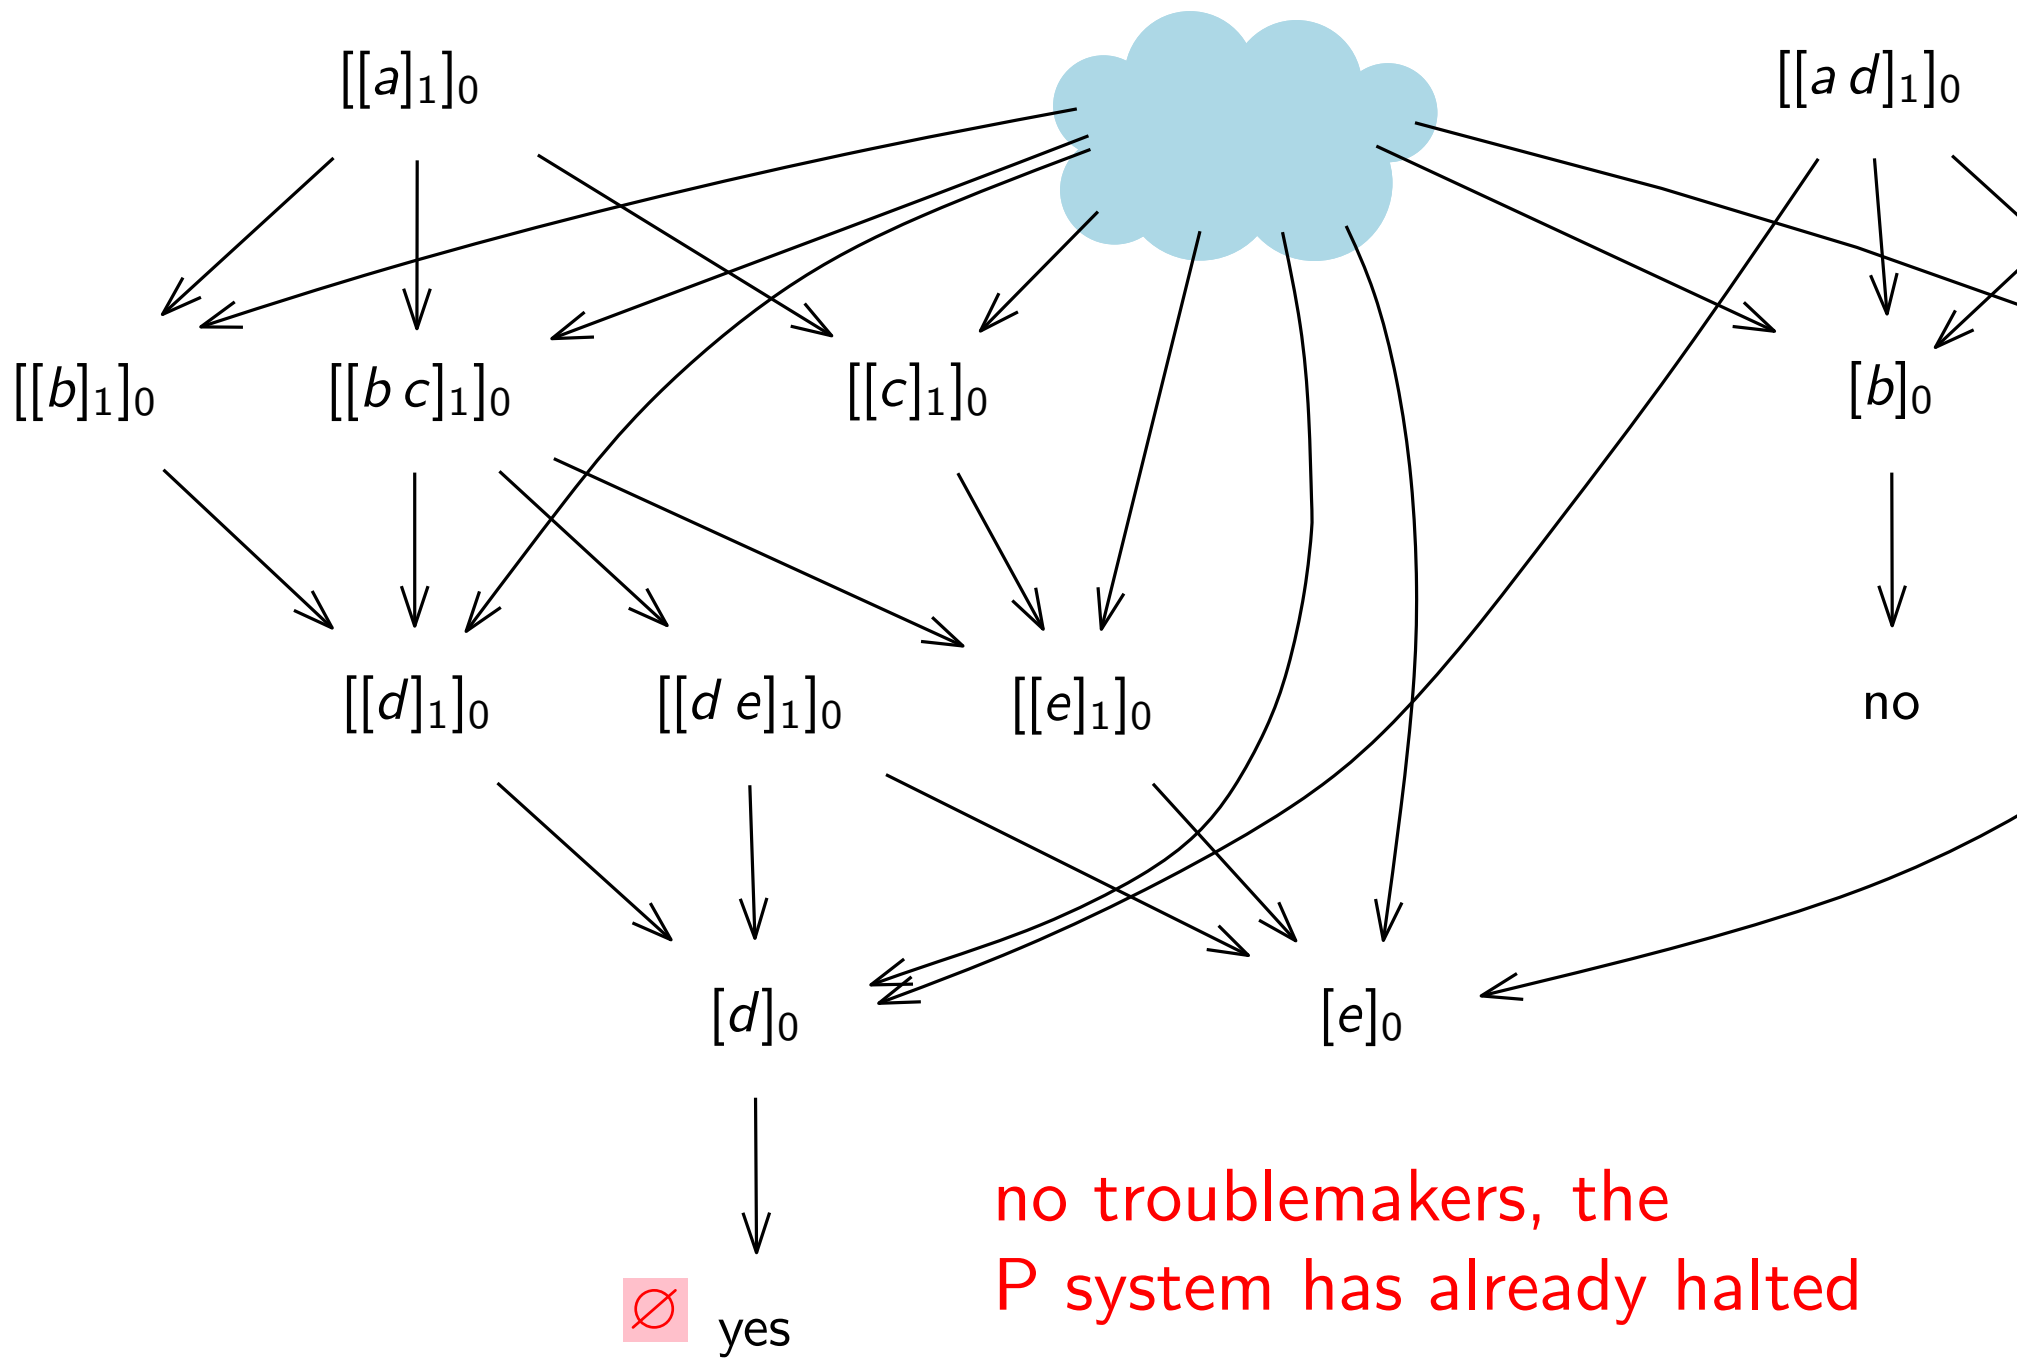 [[a]₁]₀ [[a d]₁]₀
[[b]₁]₀ [[b c]₁]₀ [[c]₁]₀ [b]₀
[[d]₁]₀ [[d e]₁]₀ [[e]₁]₀ no
[d]₀ [e]₀
no troublemakers, the
P system has already halted
∅ yes